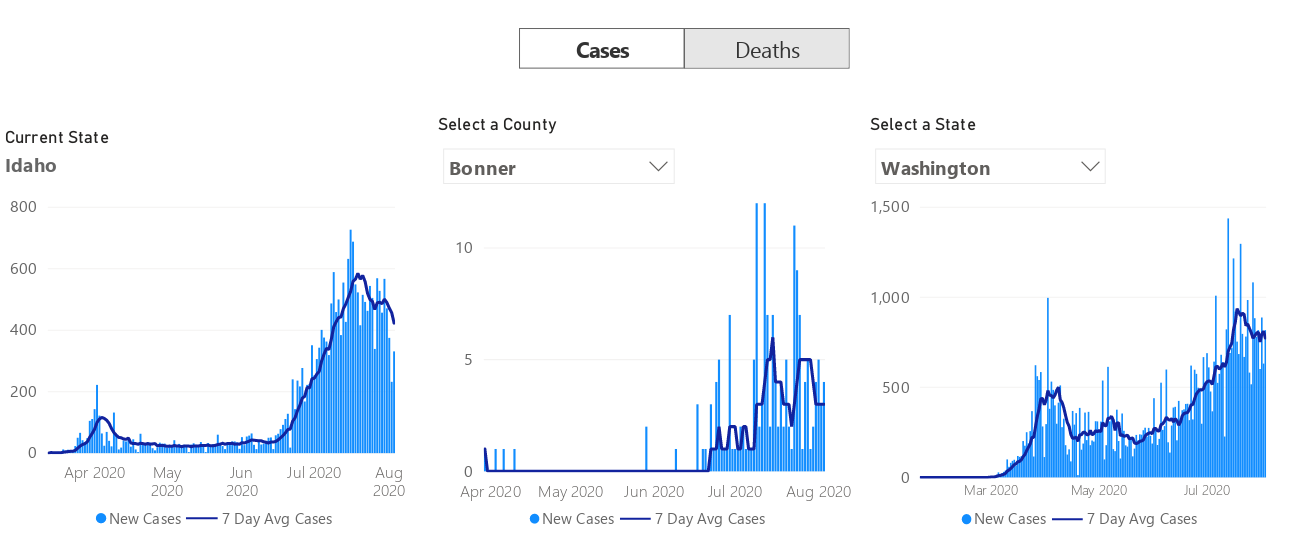 Cases Deaths
Current State
Idaho
800
600
400
200
0
Apr 2020 May 2020 Jun 2020 Jul 2020 Aug 2020
New Cases 7 Day Avg Cases
Select a County
Bonner
10
5
0
Apr 2020 May 2020 Jun 2020 Jul 2020 Aug 2020
New Cases 7 Day Avg Cases
Select a State
Washington
1,500
1,000
500
0
Mar 2020 May 2020 Jul 2020
New Cases 7 Day Avg Cases